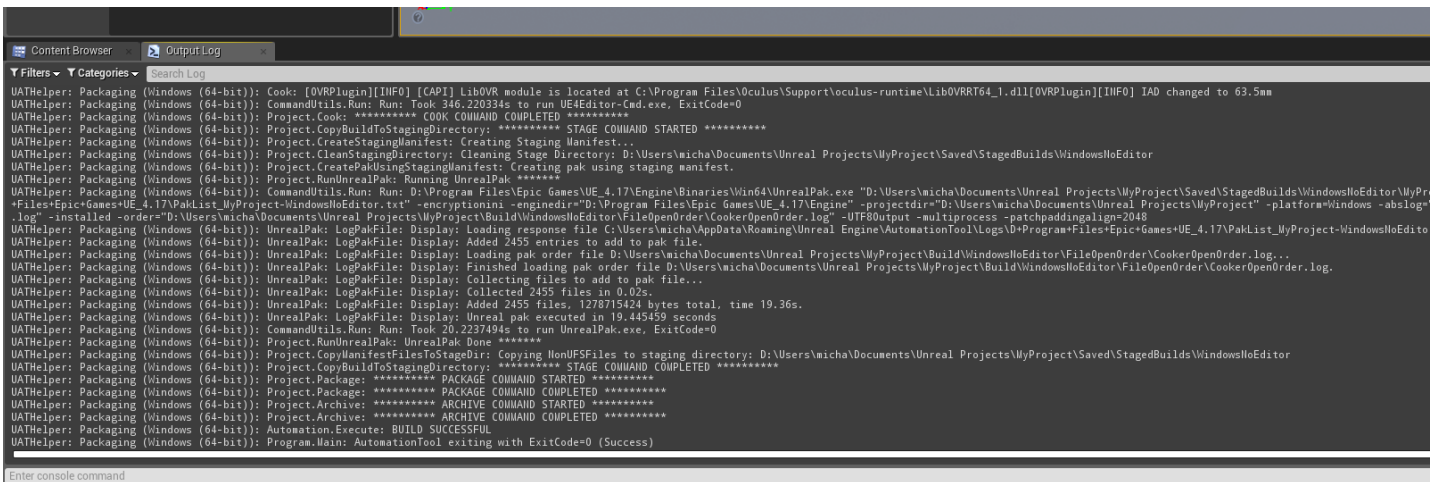 Content Browser
Output Log
Filters Categories Search Log
UATHelper: Packaging (Windows (64-bit)): Cook: [OVRPlugin][INFO] [CAPI] LibOVR module is located at C:\Program Files\Oculus\Support\oculus-runtime\LibOVRRT64_1.dll[OVRPlugin][INFO] IAD changed to 63.5mm
UATHelper: Packaging (Windows (64-bit)): CommandUtils.Run: Run: Took 346.220334s to run UE4Editor-Cmd.exe, ExitCode=0
UATHelper: Packaging (Windows (64-bit)): Project.Cook: ********** COOK COMMAND COMPLETED **********
UATHelper: Packaging (Windows (64-bit)): Project.CopyBuildToStagingDirectory: ********** STAGE COMMAND STARTED **********
UATHelper: Packaging (Windows (64-bit)): Project.CreateStagingManifest: Creating Staging Manifest...
UATHelper: Packaging (Windows (64-bit)): Project.CleanStagingDirectory: Cleaning Stage Directory: D:\Users\micha\Documents\Unreal Projects\MyProject\Saved\StagedBuilds\WindowsNoEditor
UATHelper: Packaging (Windows (64-bit)): Project.CreatePakUsingStagingManifest: Creating pak using staging manifest.
UATHelper: Packaging (Windows (64-bit)): Project.RunUnrealPak: Running UnrealPak *******
UATHelper: Packaging (Windows (64-bit)): CommandUtils.Run: Run: D:\Program Files\Epic Games\UE_4.17\Engine\Binaries\Win64\UnrealPak.exe "D:\Users\micha\Documents\Unreal Projects\MyProject\Saved\StagedBuilds\WindowsNoEditor\MyPr
+Files+Epic+Games+UE_4.17\PakList_MyProject-WindowsNoEditor.txt" -encryptionini -enginedir="D:\Program Files\Epic Games\UE_4.17\Engine" -projectdir="D:\Users\micha\Documents\Unreal Projects\MyProject" -platform=Windows -abslog="
.log" -installed -order="D:\Users\micha\Documents\Unreal Projects\MyProject\Build\WindowsNoEditor\FileOpenOrder\CookerOpenOrder.log" -UTF8Output -multiprocess -patchpaddingalign=2048
UATHelper: Packaging (Windows (64-bit)): UnrealPak: LogPakFile: Display: Loading response file C:\Users\micha\AppData\Roaming\Unreal Engine\AutomationTool\Logs\D+Program+Files+Epic+Games+UE_4.17\PakList_MyProject-WindowsNoEdito
UATHelper: Packaging (Windows (64-bit)): UnrealPak: LogPakFile: Display: Added 2455 entries to add to pak file.
UATHelper: Packaging (Windows (64-bit)): UnrealPak: LogPakFile: Display: Loading pak order file D:\Users\micha\Documents\Unreal Projects\MyProject\Build\WindowsNoEditor\FileOpenOrder\CookerOpenOrder.log...
UATHelper: Packaging (Windows (64-bit)): UnrealPak: LogPakFile: Display: Finished loading pak order file D:\Users\micha\Documents\Unreal Projects\MyProject\Build\WindowsNoEditor\FileOpenOrder\CookerOpenOrder.log.
UATHelper: Packaging (Windows (64-bit)): UnrealPak: LogPakFile: Display: Collecting files to add to pak file...
UATHelper: Packaging (Windows (64-bit)): UnrealPak: LogPakFile: Display: Collected 2455 files in 0.02s.
UATHelper: Packaging (Windows (64-bit)): UnrealPak: LogPakFile: Display: Added 2455 files, 1278715424 bytes total, time 19.36s.
UATHelper: Packaging (Windows (64-bit)): UnrealPak: LogPakFile: Display: Unreal pak executed in 19.445459 seconds
UATHelper: Packaging (Windows (64-bit)): CommandUtils.Run: Run: Took 20.2237494s to run UnrealPak.exe, ExitCode=0
UATHelper: Packaging (Windows (64-bit)): Project.RunUnrealPak: UnrealPak Done *******
UATHelper: Packaging (Windows (64-bit)): Project.CopyManifestFilesToStageDir: Copying NonUFSFiles to staging directory: D:\Users\micha\Documents\Unreal Projects\MyProject\Saved\StagedBuilds\WindowsNoEditor
UATHelper: Packaging (Windows (64-bit)): Project.CopyBuildToStagingDirectory: ********** STAGE COMMAND COMPLETED **********
UATHelper: Packaging (Windows (64-bit)): Project.Package: ********** PACKAGE COMMAND STARTED **********
UATHelper: Packaging (Windows (64-bit)): Project.Package: ********** PACKAGE COMMAND COMPLETED **********
UATHelper: Packaging (Windows (64-bit)): Project.Archive: ********** ARCHIVE COMMAND STARTED **********
UATHelper: Packaging (Windows (64-bit)): Project.Archive: ********** ARCHIVE COMMAND COMPLETED **********
UATHelper: Packaging (Windows (64-bit)): Automation.Execute: BUILD SUCCESSFUL
UATHelper: Packaging (Windows (64-bit)): Program.Main: AutomationTool exiting with ExitCode=0 (Success)
Enter console command